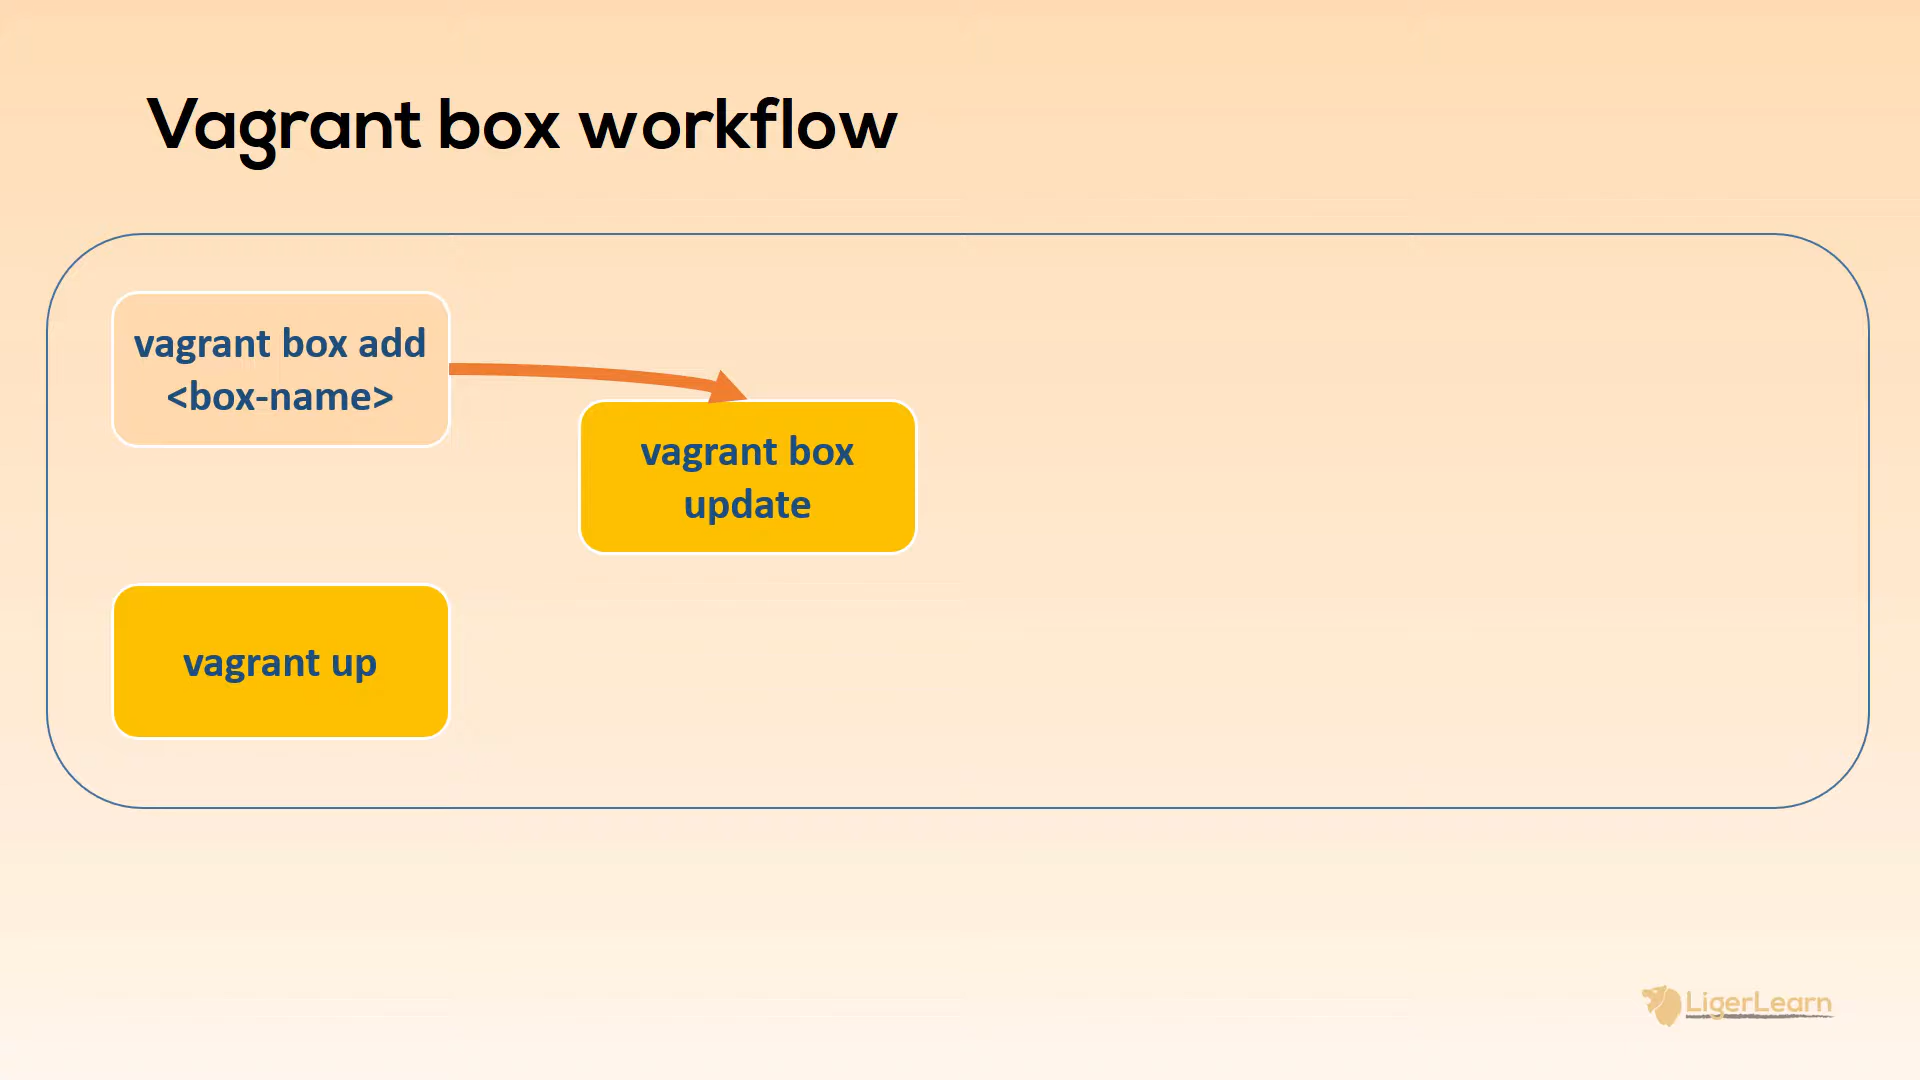 Vagrant box workflow
vagrant box add
<box-name>
vagrant box
update
vagrant up
LigerLearn